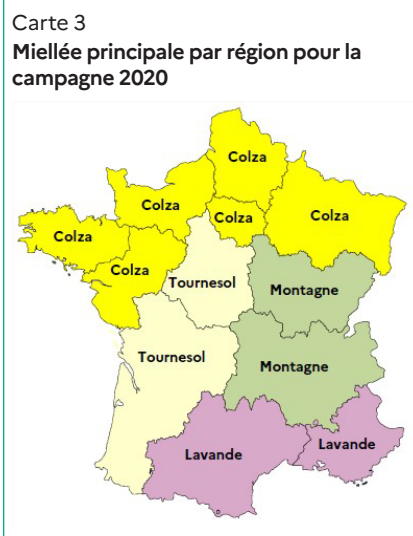 Carte 3
Miellée principale par région pour la
campagne 2020
Colza
Colza
Colza
Colza
Colza
Colza
Tournesol
Montagne
Tournesol
Montagne
Lavande
Lavande